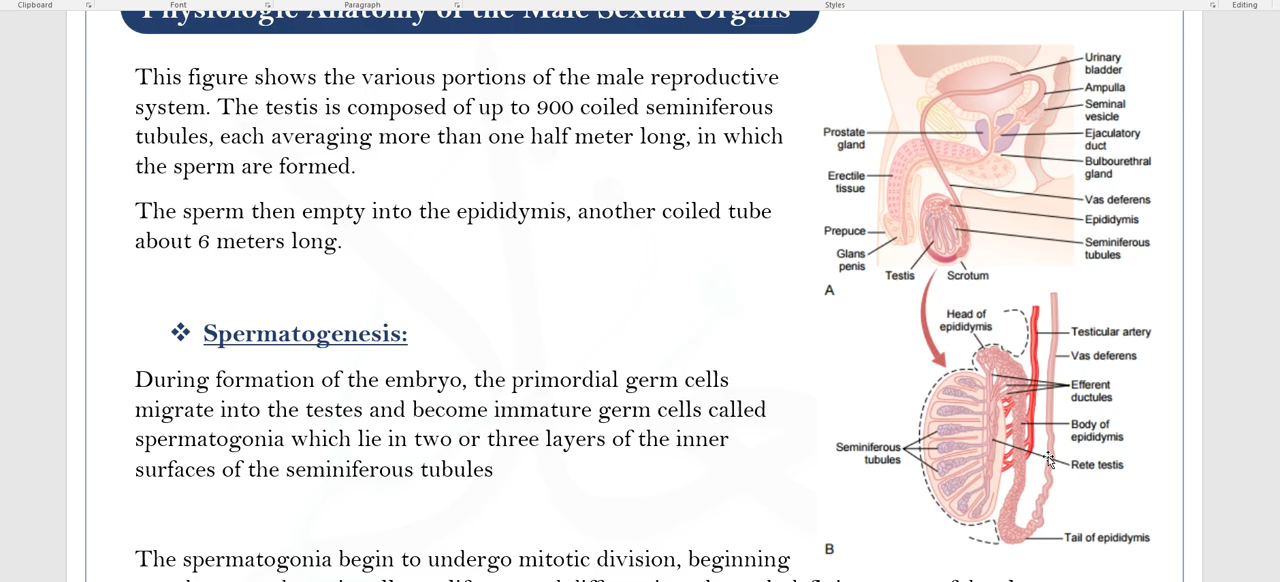 Clipboard
Font
Paragraph
Styles
Editing
Physiologic Anatomy of the Male Sexual Organs
This figure shows the various portions of the male reproductive
system. The testis is composed of up to 900 coiled seminiferous
tubules, each averaging more than one half meter long, in which
the sperm are formed.
The sperm then empty into the epididymis, another coiled tube
about 6 meters long.
❖ Spermatogenesis:
During formation of the embryo, the primordial germ cells
migrate into the testes and become immature germ cells called
spermatogonia which lie in two or three layers of the inner
surfaces of the seminiferous tubules
The spermatogonia begin to undergo mitotic division, beginning
Urinary
bladder
Ampulla
Seminal
vesicle
Ejaculatory
duct
Bulbourethral
gland
Vas deferens
Epididymis
Seminiferous
tubules
Prostate
gland
Erectile
tissue
Prepuce
Glans
penis
Testis
Scrotum
A
Head of
epididymis
Testicular artery
Vas deferens
Efferent
ductules
Body of
epididymis
Rete testis
Seminiferous
tubules
Tail of epididymis
B